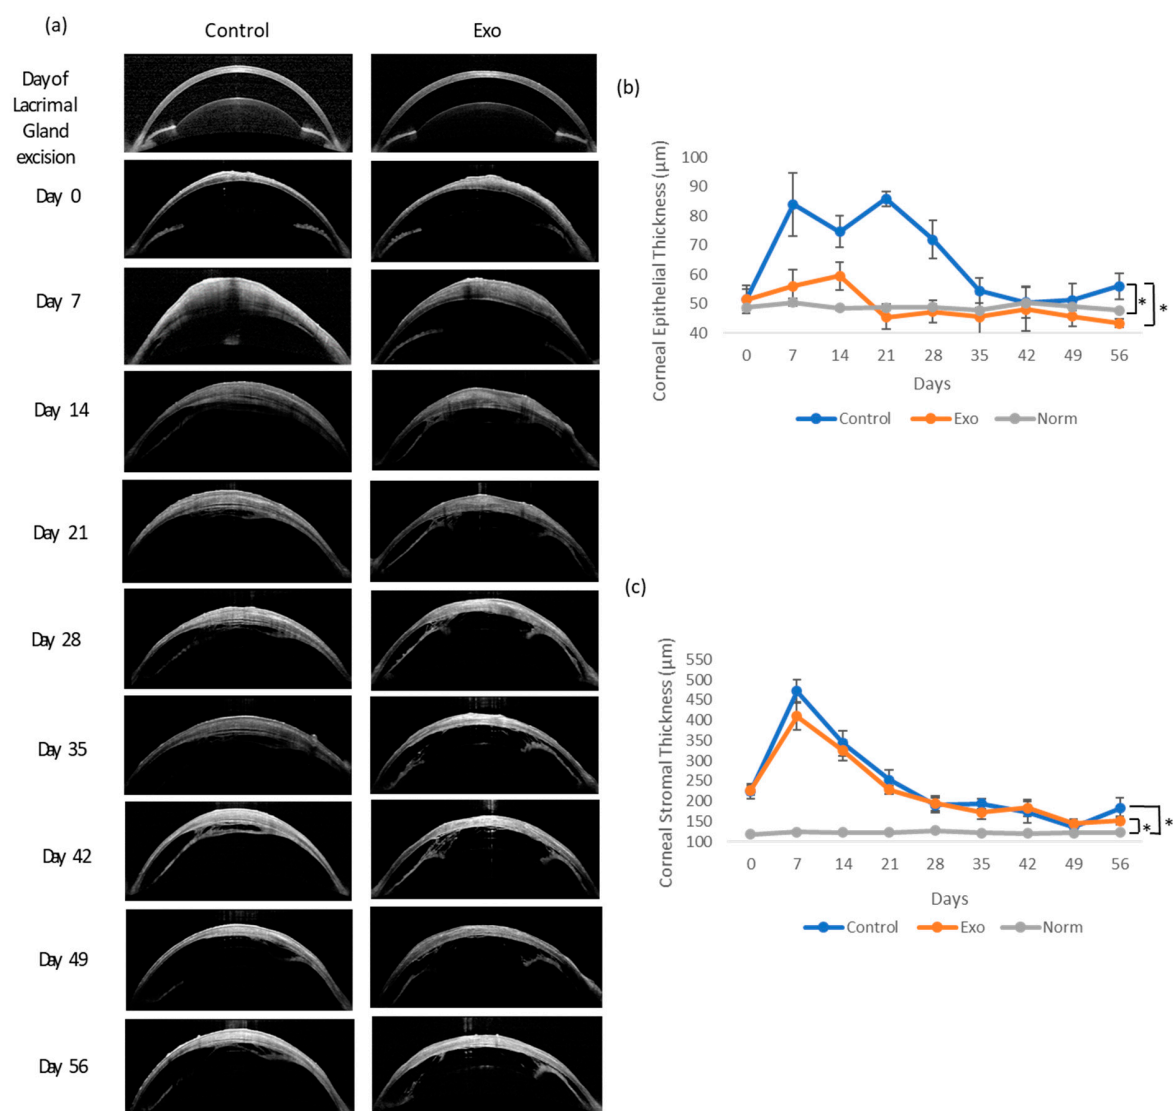 (a)
Control
Exo
Day of
Lacrimal
Gland
excision
Day 0
Day 7
Day 14
Day 21
Day 28
Day 35
Day 42
Day 49
Day 56
(b)
Corneal Epithelial Thickness (μm)
100
90
80
70
60
50
40
0 7 14 21 28 35 42 49 56
Days
* *
Control Exo Norm
(c)
Corneal Stromal Thickness (μm)
550
500
450
400
350
300
250
200
150
100
0 7 14 21 28 35 42 49 56
Days
* *
Control Exo Norm